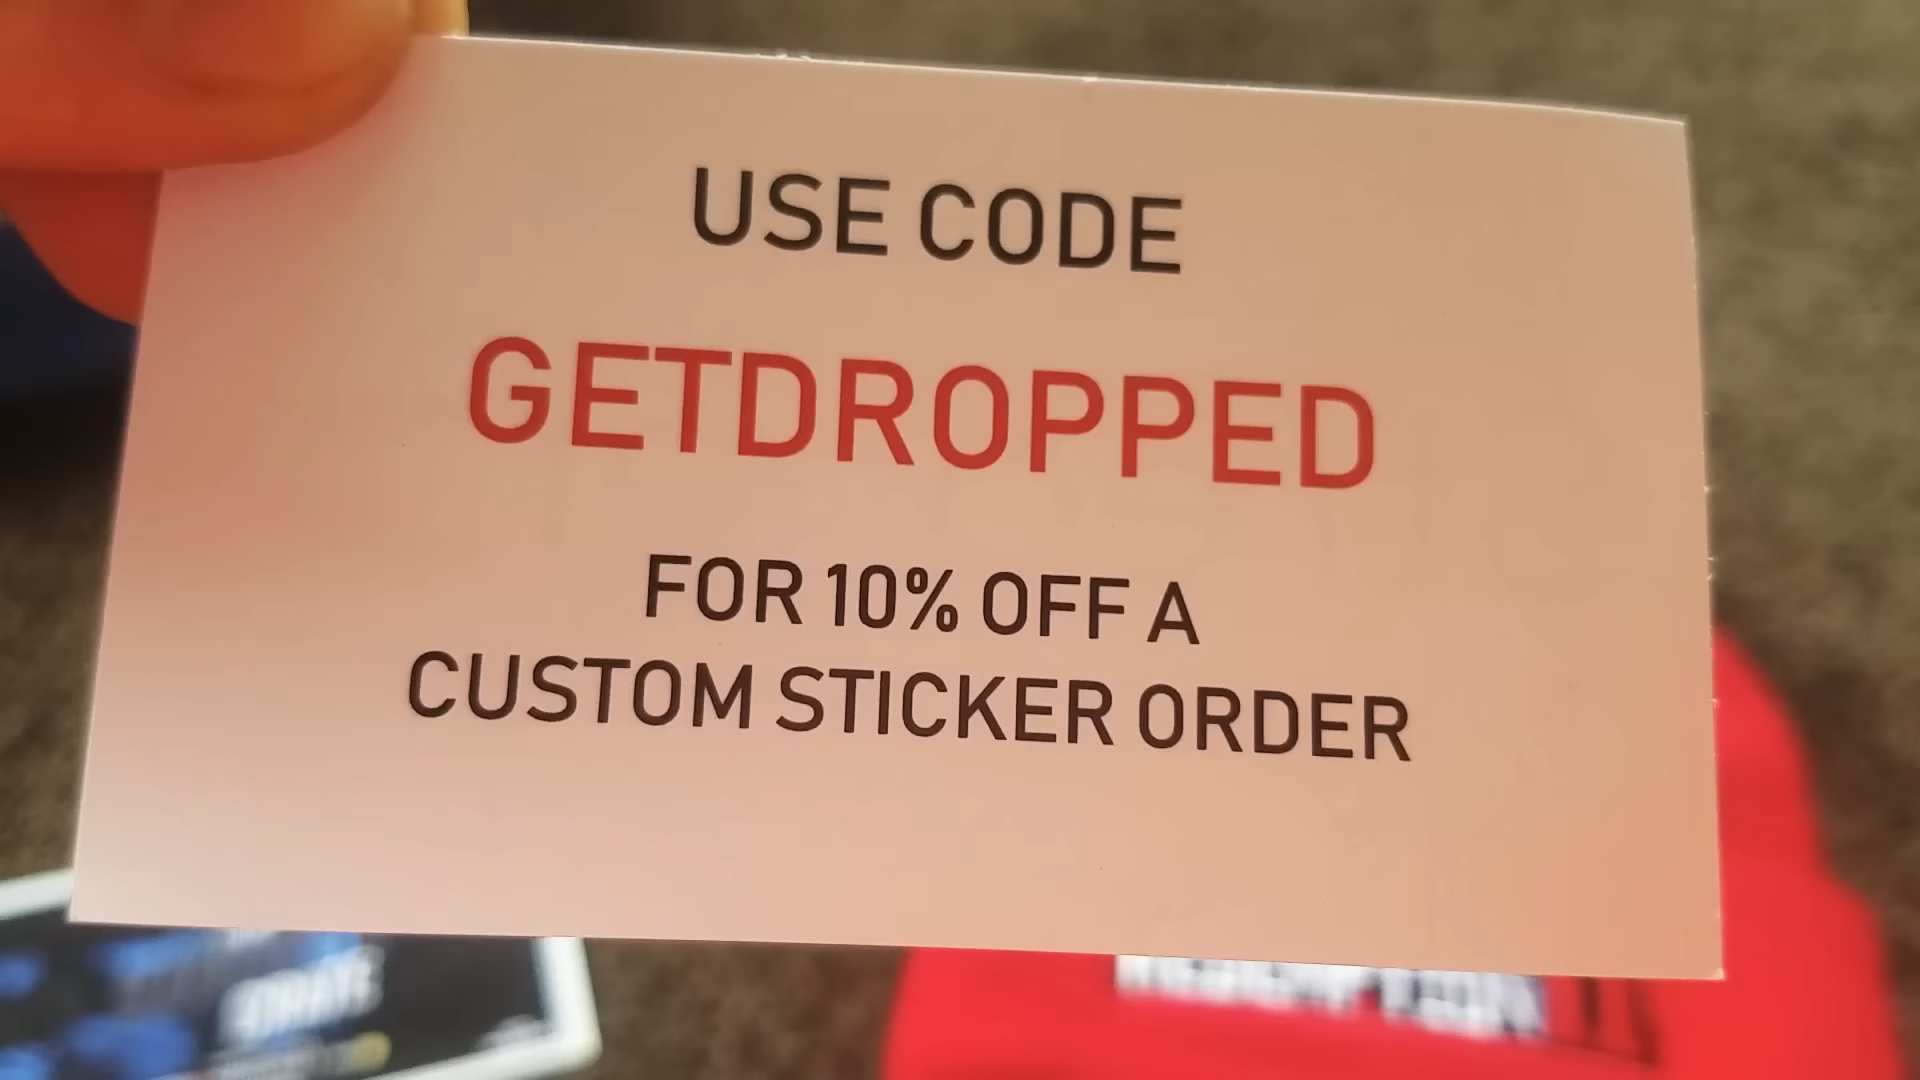 USE CODE
GETDROPPED
FOR 10% OFF A
CUSTOM STICKER ORDER